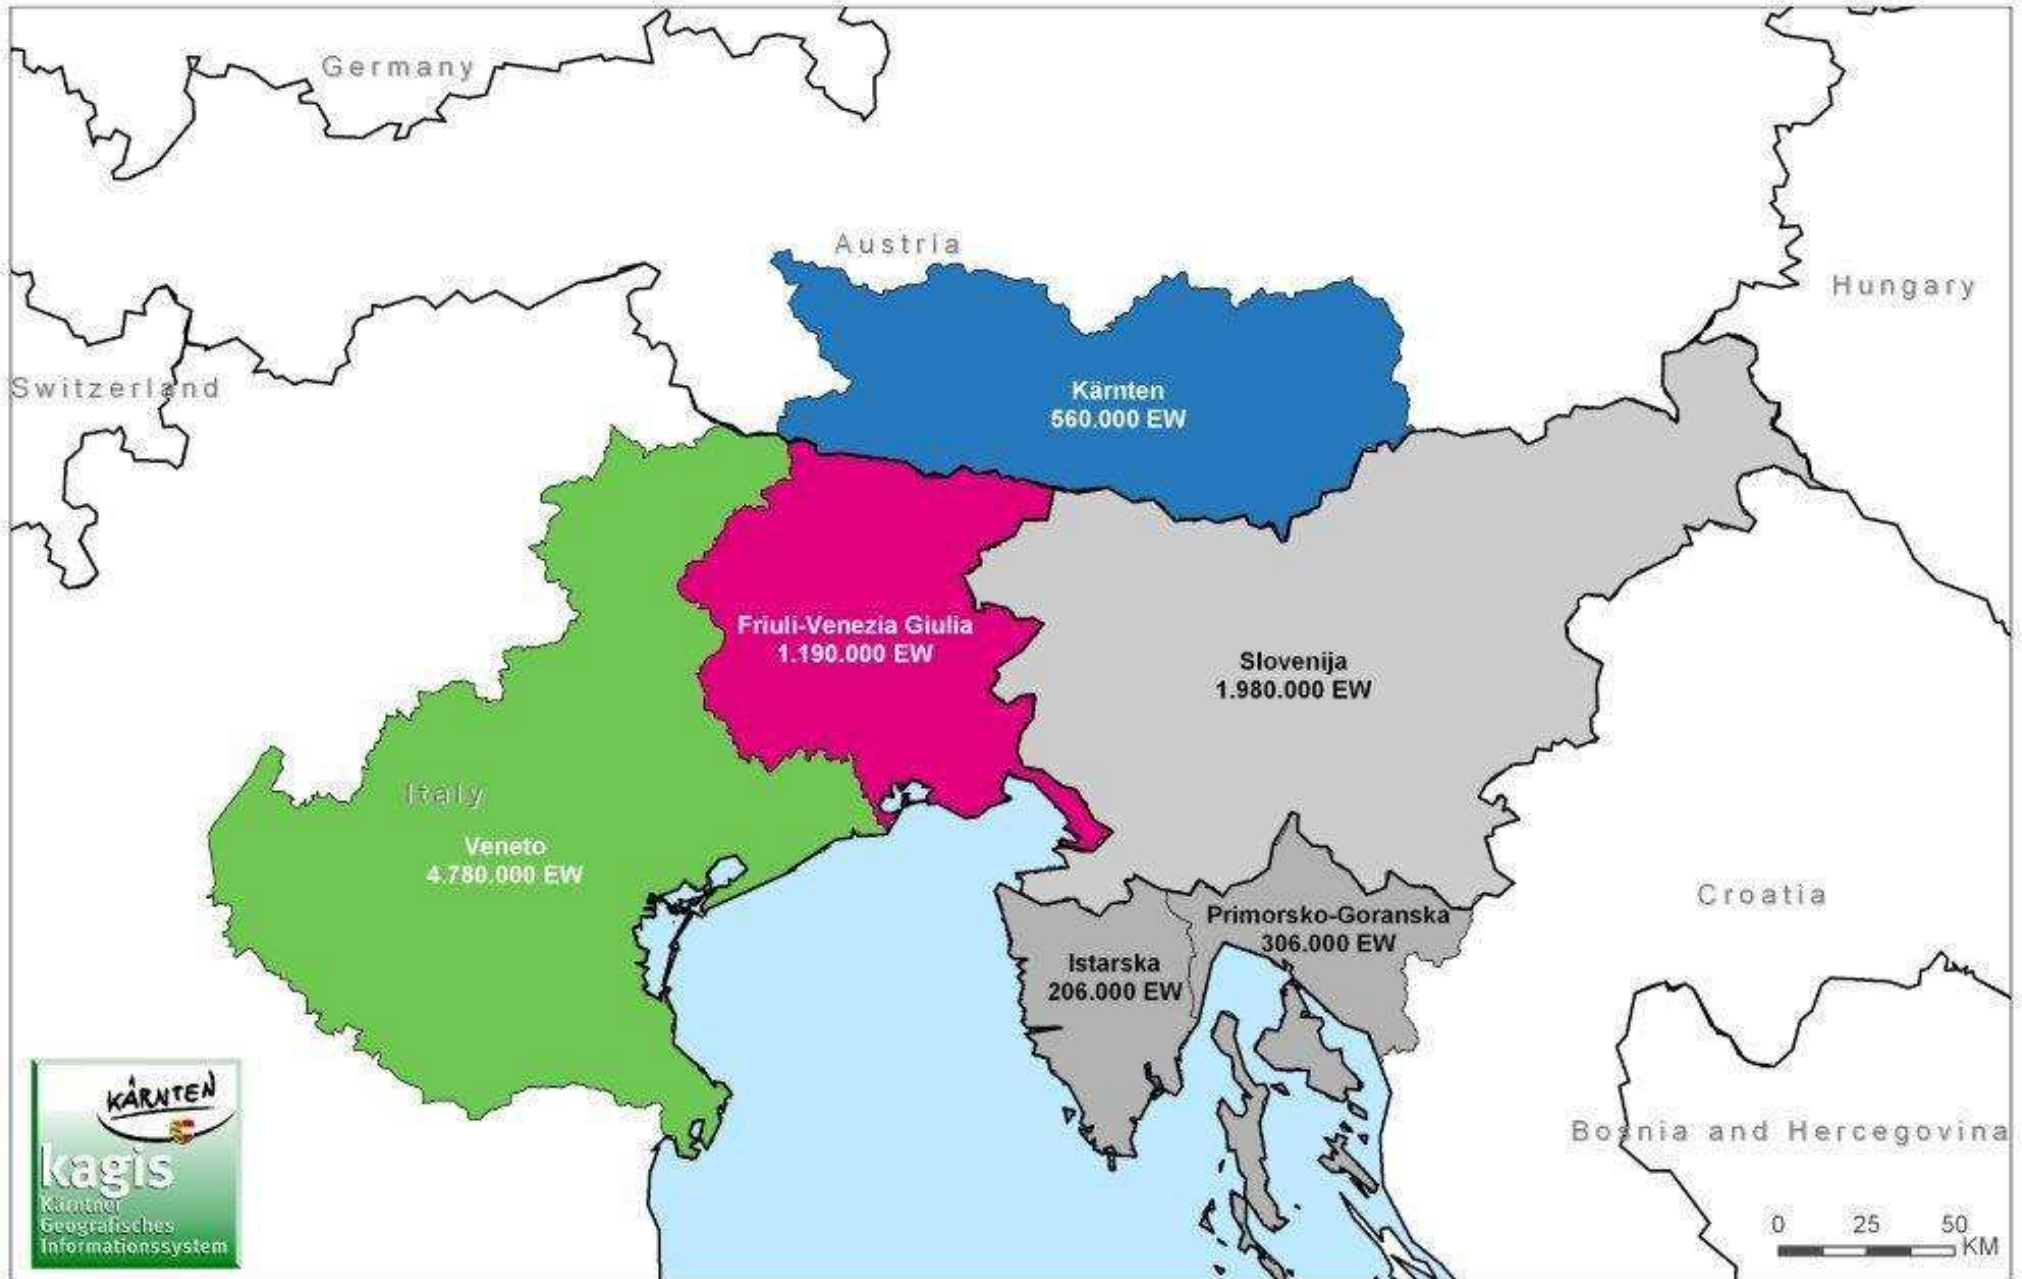 Germany
Austria
Hungary
Switzerland
Kärnten
560.000 EW
Friuli-Venezia Giulia
1.190.000 EW
Slovenija
1.980.000 EW
Italy
Veneto
4.780.000 EW
Croatia
Primorsko-Goranska
306.000 EW
Istarska
206.000 EW
Bosnia and Hercegovina
KÄRNTEN
kagis
Kärntner
Geografisches
Informationssystem
0 25 50
KM